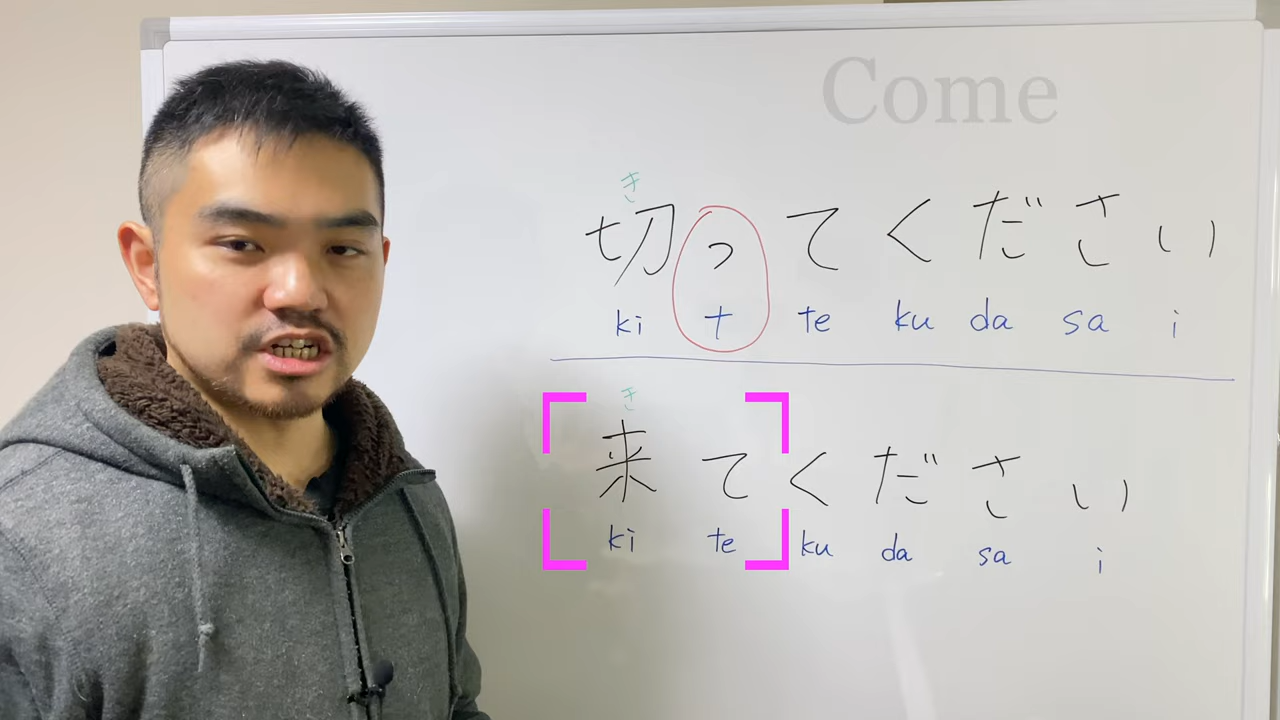 Come
き
切ってください
ki t te ku da sa i
き
来てください
ki te ku da sa i